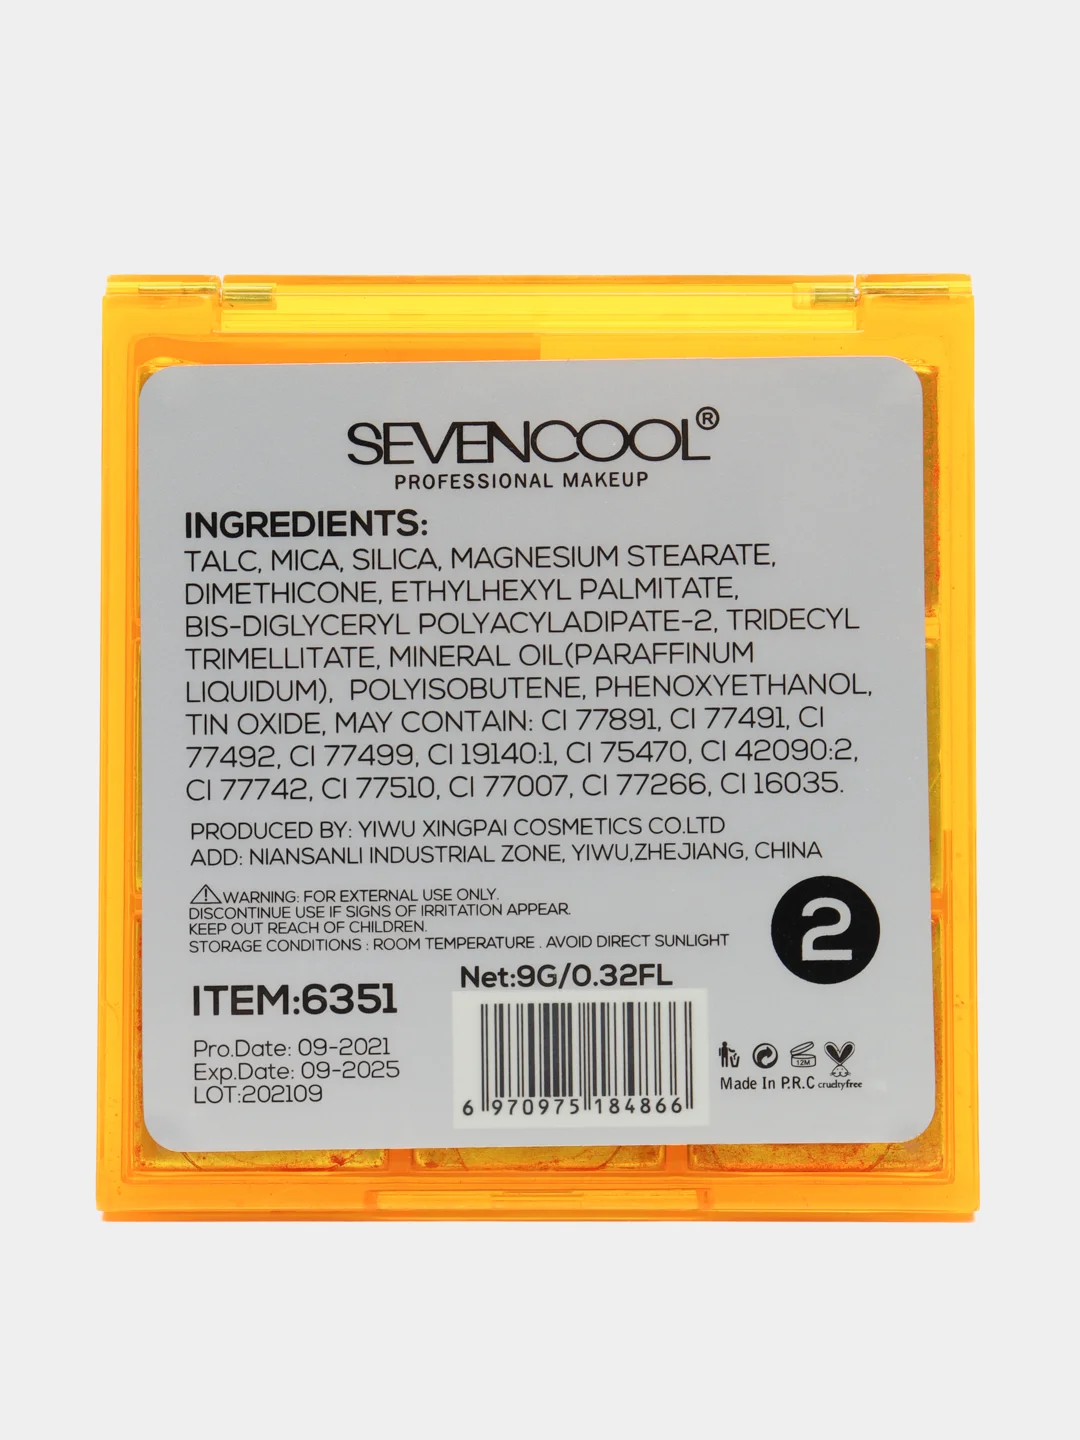 SEVENCOOL®
PROFESSIONAL MAKEUP
INGREDIENTS:
TALC, MICA, SILICA, MAGNESIUM STEARATE,
DIMETHICONE, ETHYLHEXYL PALMITATE,
BIS-DIGLYCERYL POLYACYLADIPATE-2, TRIDECYL
TRIMELLITATE, MINERAL OIL(PARAFFINUM
LIQUIDUM), POLYISOBUTENE, PHENOXYETHANOL,
TIN OXIDE, MAY CONTAIN: CI 77891, CI 77491, CI
77492, CI 77499, CI 19140:1, CI 75470, CI 42090:2,
CI 77742, CI 77510, CI 77007, CI 77266, CI 16035.
PRODUCED BY: YIWU XINGPAI COSMETICS CO.LTD
ADD: NIANSANLI INDUSTRIAL ZONE, YIWU,ZHEJIANG, CHINA
WARNING: FOR EXTERNAL USE ONLY.
DISCONTINUE USE IF SIGNS OF IRRITATION APPEAR.
KEEP OUT REACH OF CHILDREN.
STORAGE CONDITIONS : ROOM TEMPERATURE . AVOID DIRECT SUNLIGHT
2
Net:9G/0.32FL
ITEM:6351
Pro.Date: 09-2021
Exp.Date: 09-2025
LOT:202109
6 970975 184866
12M
Made In P.R.C crueltyfree